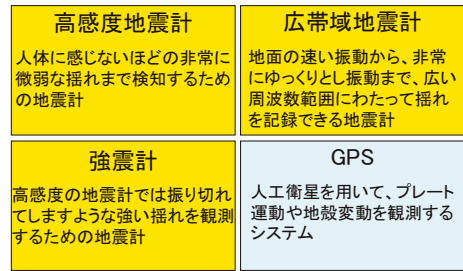 高感度地震計
人体に感じないほどの非常に
微弱な揺れまで検知するため
の地震計
広帯域地震計
地面の速い振動から、非常
にゆっくりとし振動まで、広い
周波数範囲にわたって揺れ
を記録できる地震計
強震計
高感度の地震計では振り切れ
てしますような強い揺れを観測
するための地震計
GPS
人工衛星を用いて、プレート
運動や地殻変動を観測する
システム